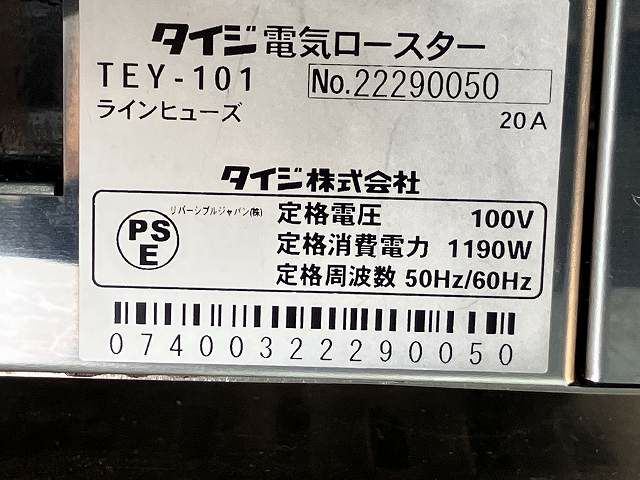 タイジ電気ロースター
TEY-101 No.22290050
ラインヒューズ 20A
タイジ株式会社
PSE リバーシブルジャパン(株) 定格電圧 100V
定格消費電力 1190W
定格周波数 50Hz/60Hz
07400322290050